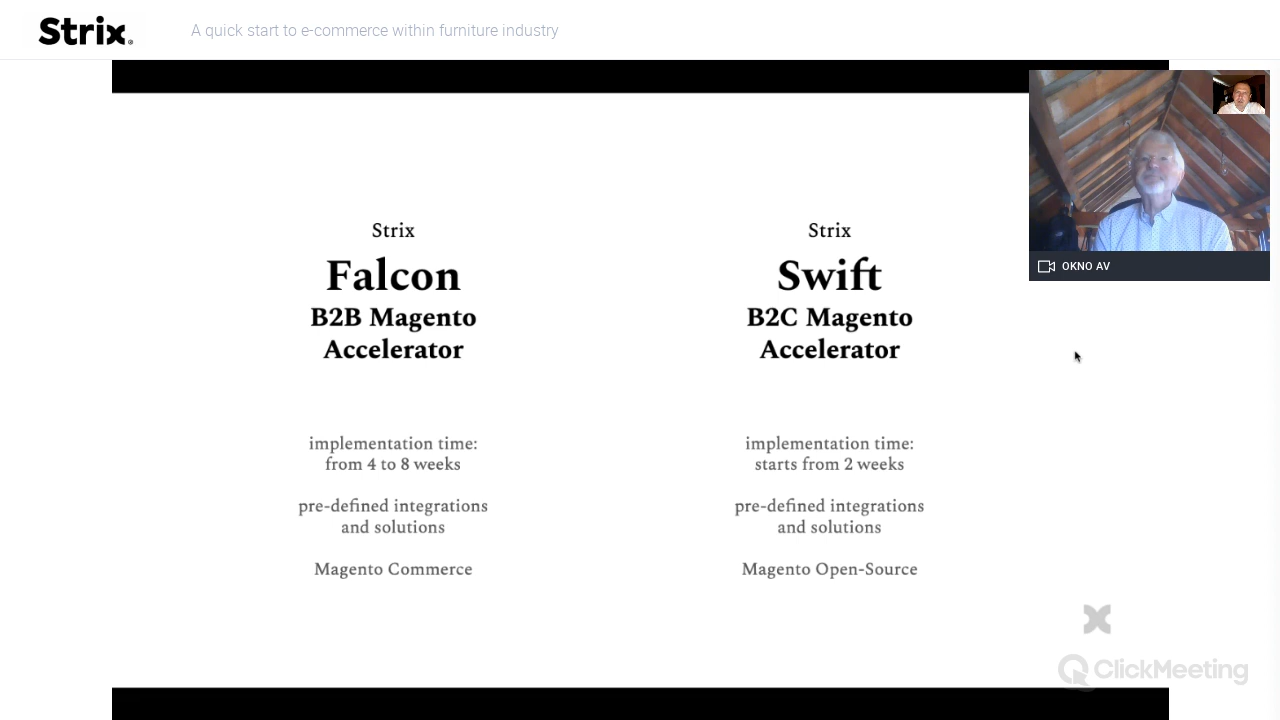 Strix®
A quick start to e-commerce within furniture industry
Strix
Falcon
B2B Magento
Accelerator
implementation time:
from 4 to 8 weeks
pre-defined integrations
and solutions
Magento Commerce
Strix
Swift
B2C Magento
Accelerator
implementation time:
starts from 2 weeks
pre-defined integrations
and solutions
Magento Open-Source
OKNO AV
ClickMeeting